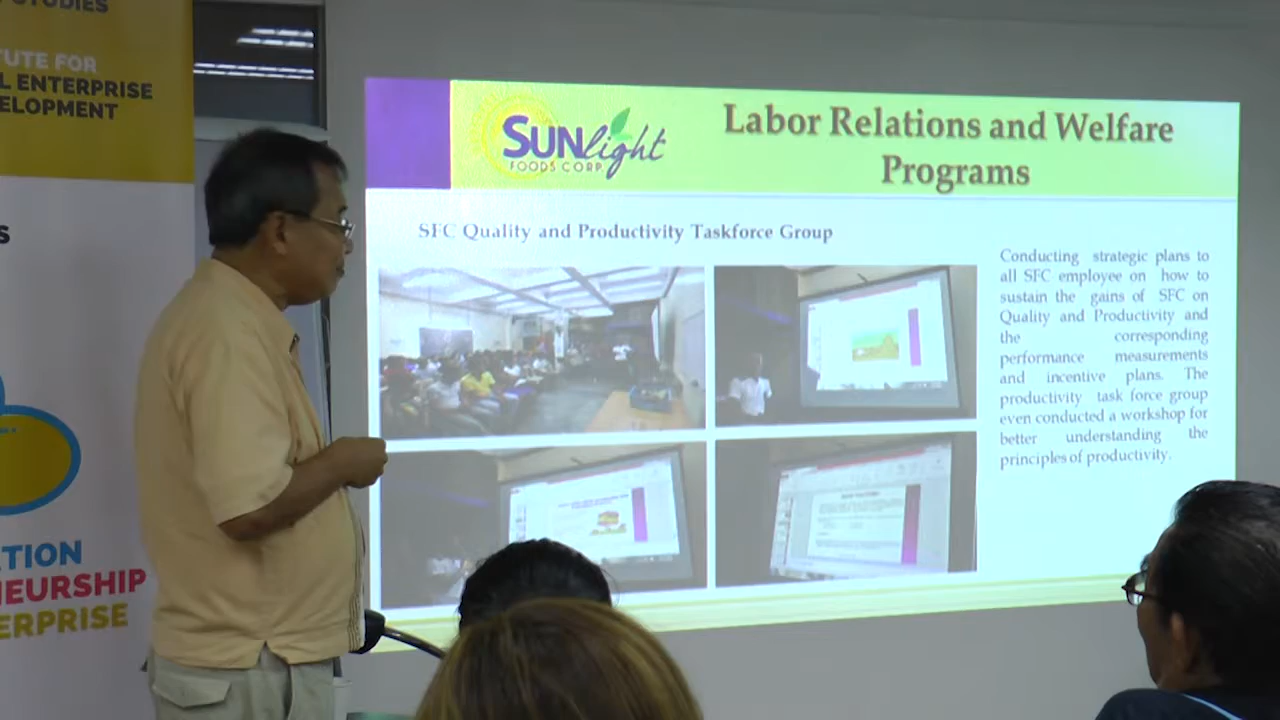 STUDIES
TUTE FOR
L ENTERPRISE
ELOPMENT
S
TION
NEURSHIP
ERPRISE
SUNlight
FOODS CORP.
Labor Relations and Welfare
Programs
SFC Quality and Productivity Taskforce Group
Conducting strategic plans to
all SFC employee on how to
sustain the gains of SFC on
Quality and Productivity and
the corresponding
performance measurements
and incentive plans. The
productivity task force group
even conducted a workshop for
better understanding the
principles of productivity.